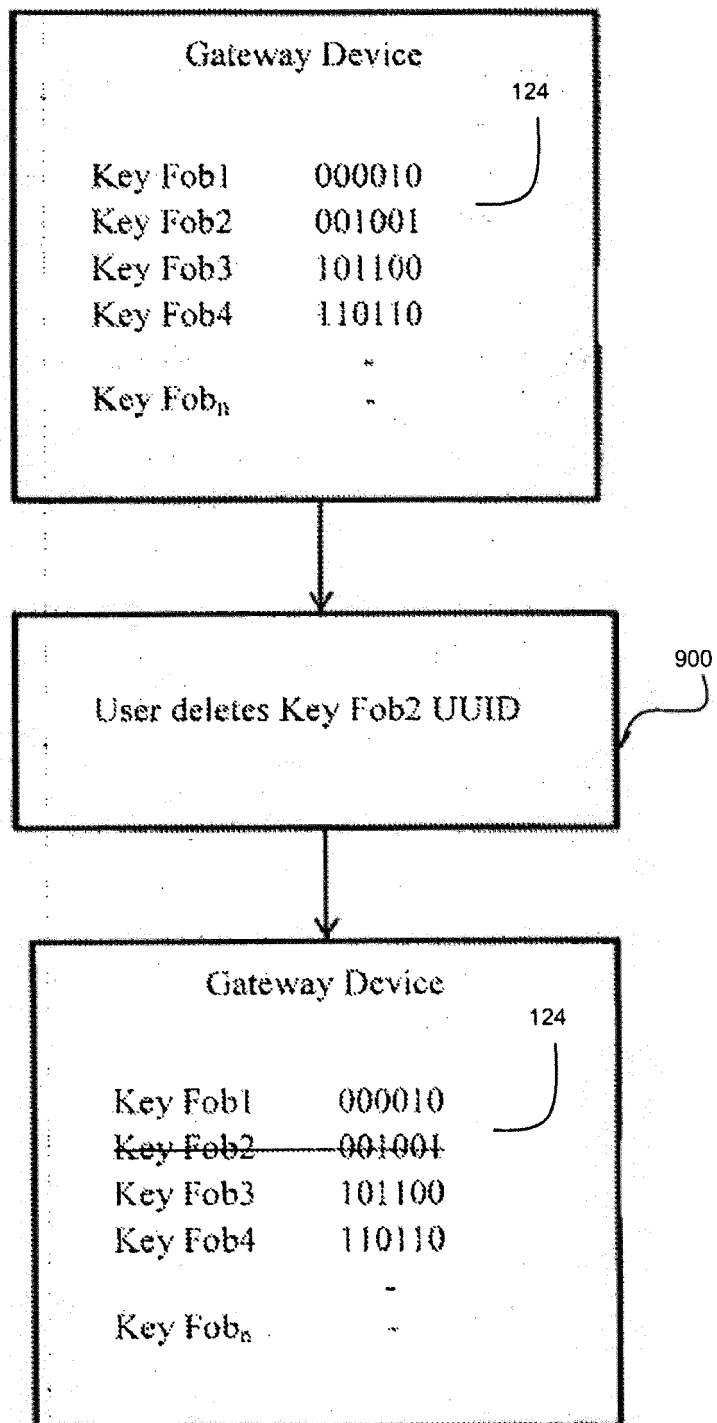 Gateway Device
124
Key Fob1 000010
Key Fob2 001001
Key Fob3 101100
Key Fob4 110110
-
Key Fobn -
User deletes Key Fob2 UUID
900
Gateway Device
124
Key Fob1 000010
Key Fob2 001001
Key Fob3 101100
Key Fob4 110110
-
Key Fobn -